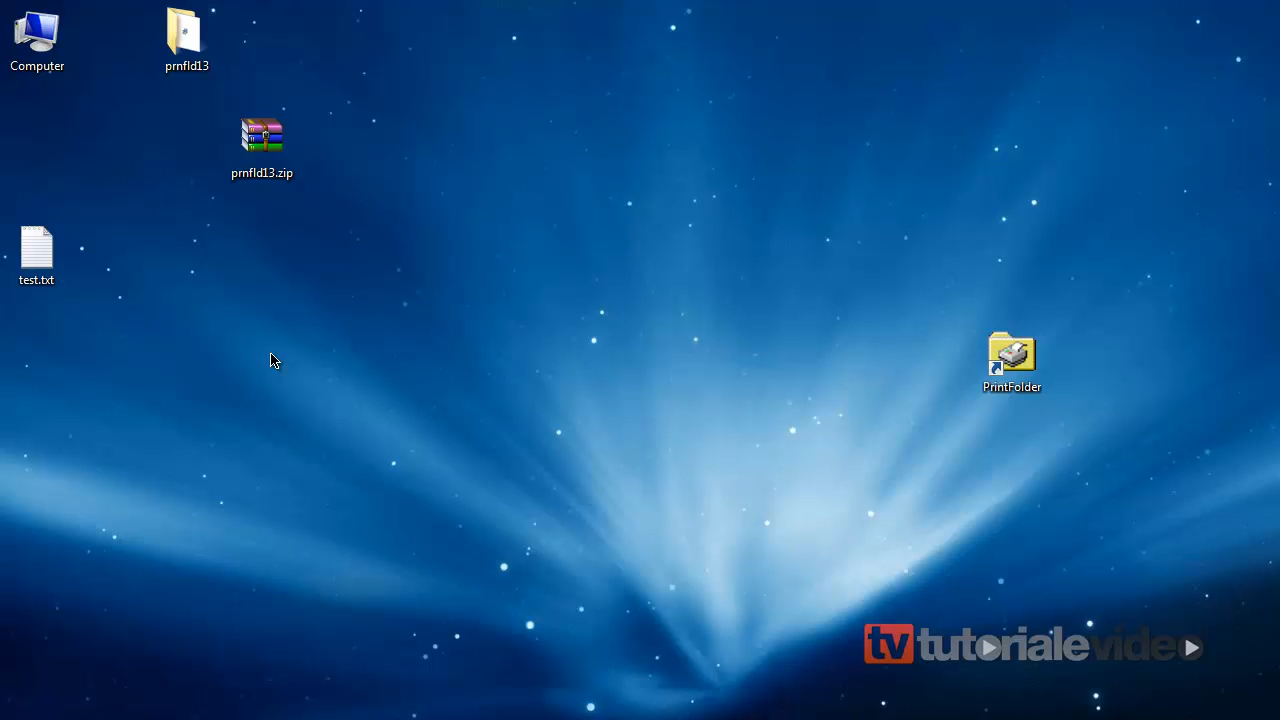 Computer
prnfld13
prnfld13.zip
test.txt
PrintFolder
tv tutorialevideo